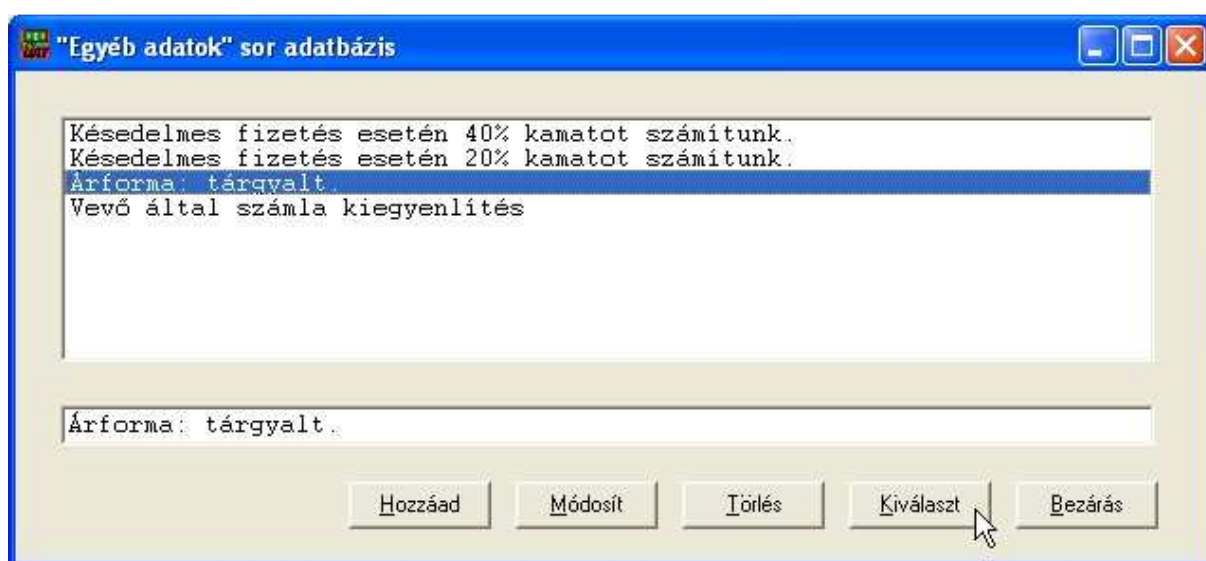 "Egyéb adatok" sor adatbázis
Késedelmes fizetés esetén 40% kamatot számítunk.
Késedelmes fizetés esetén 20% kamatot számítunk.
Árforma: tárgyalt.
Vevő által számla kiegyenlítés
Árforma: tárgyalt.
Hozzáad Módosít Törlés Kiválaszt Bezárás